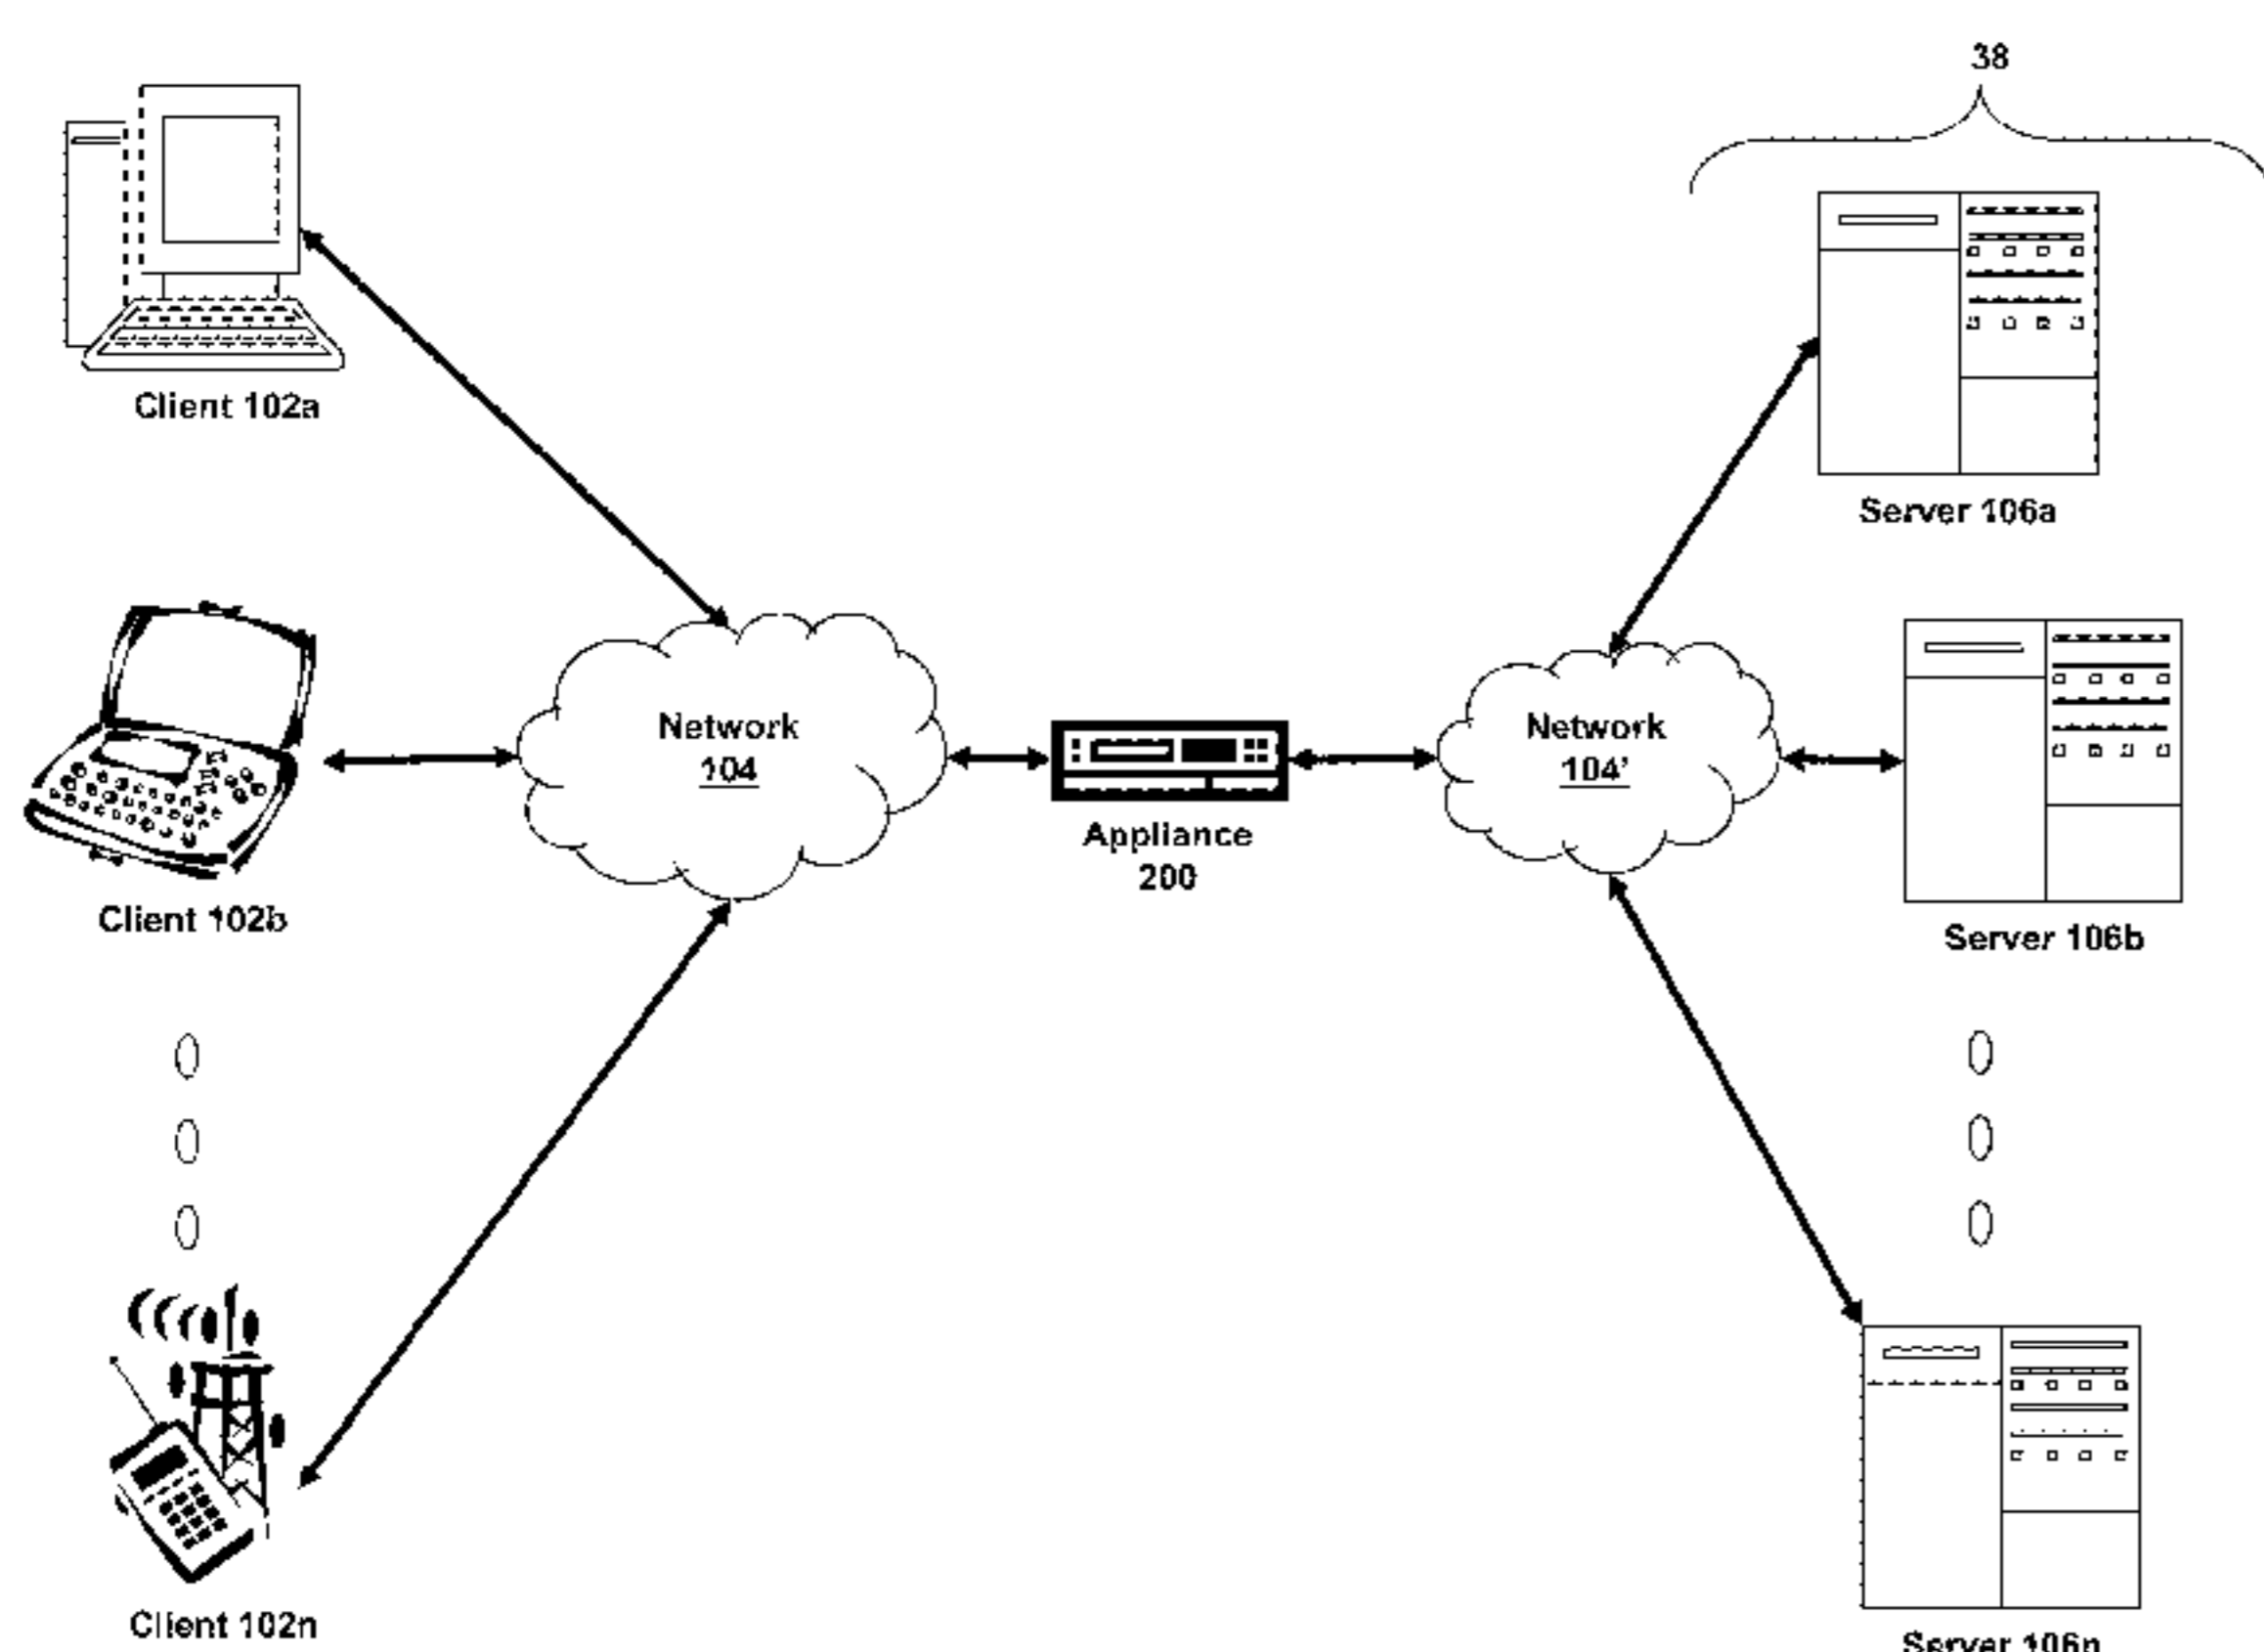 38
Client 102a
Server 106a
Network
104
Network
104'
Appliance
200
Client 102b
Server 106b
Client 102n
Server 106n